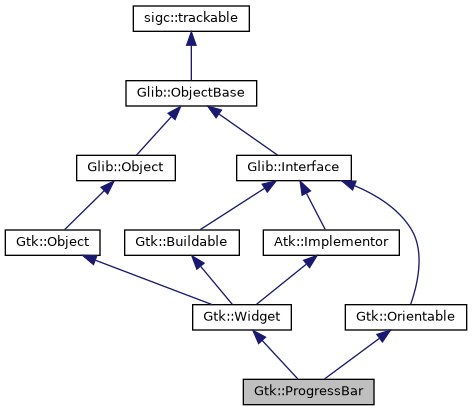 sigc::trackable
Glib::ObjectBase
Glib::Object
Glib::Interface
Gtk::Object
Gtk::Buildable
Atk::Implementor
Gtk::Widget
Gtk::Orientable
Gtk::ProgressBar